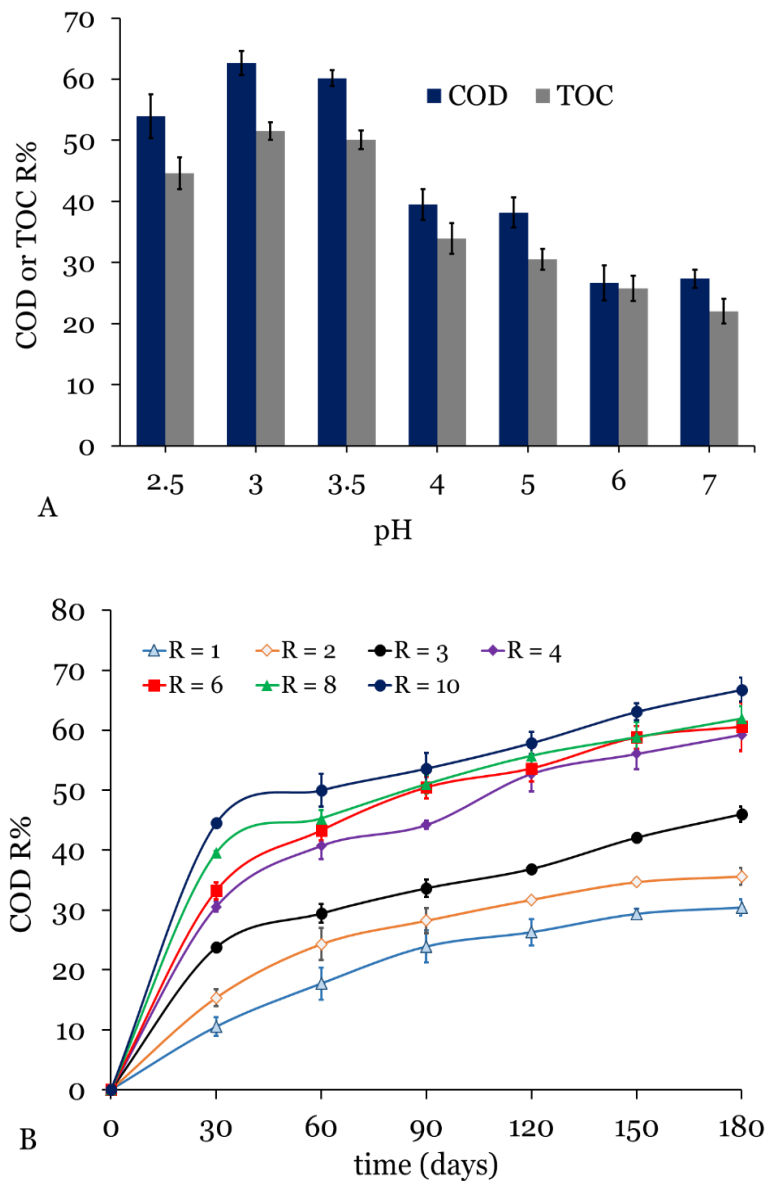 70
60
50
40
30
20
10
0
COD or TOC R%
COD TOC
2.5 3 3.5 4 5 6 7
A
pH
80
70
60
50
40
30
20
10
0
COD R%
R = 1 R = 2 R = 3 R = 4
R = 6 R = 8 R = 10
0 30 60 90 120 150 180
B
time (days)